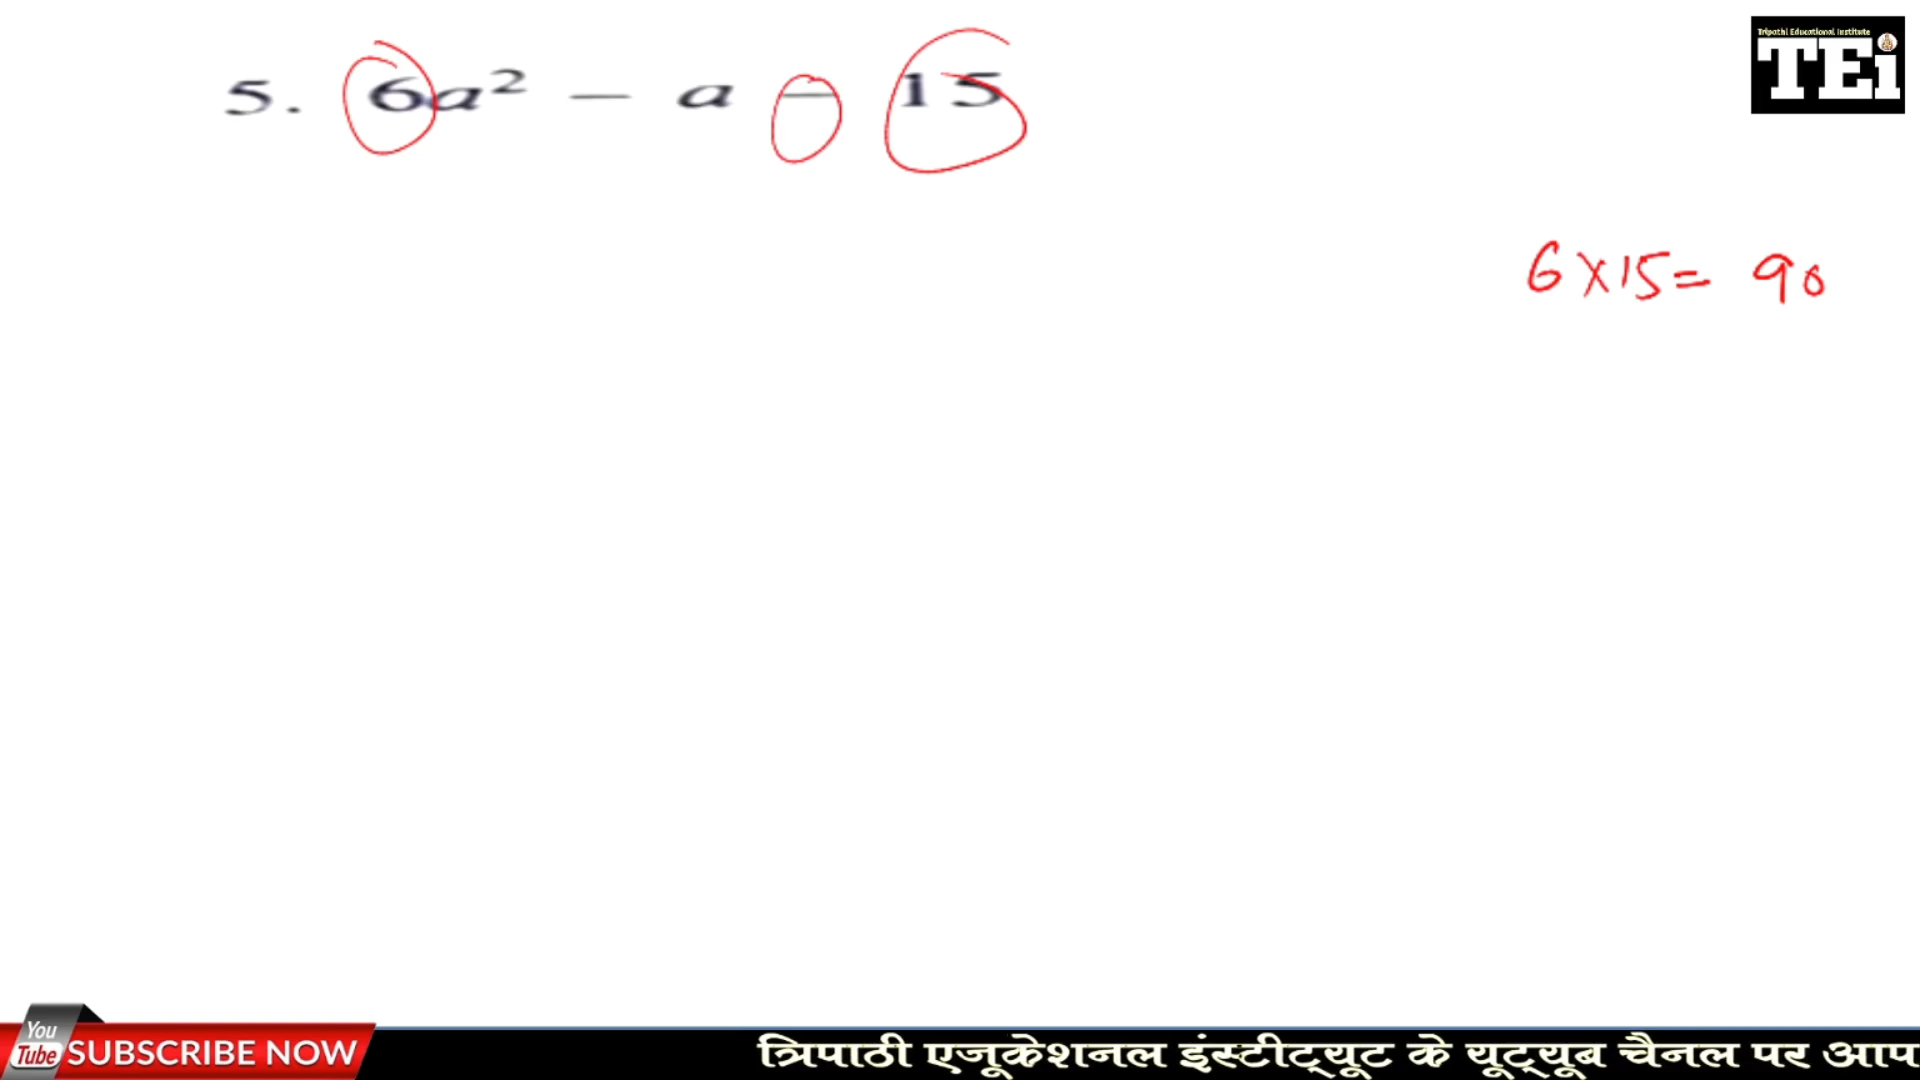 5. 6a² − a − 15
Tripathi Educational Institute
TEi
6×15= 90
You
Tube
SUBSCRIBE NOW
त्रिपाठी एजूकेशनल इंस्टीट्यूट के यूट्यूब चैनल पर आप